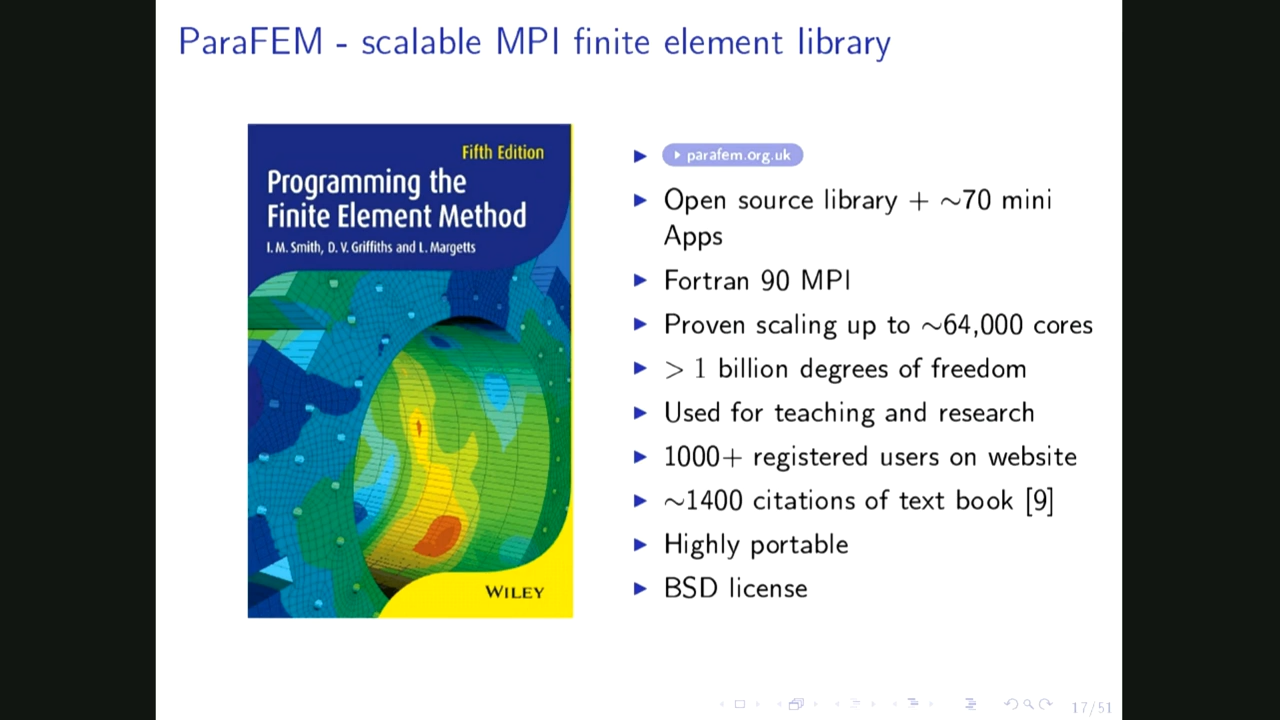 ParaFEM - scalable MPI finite element library
Fifth Edition
Programming the
Finite Element Method
I. M. Smith, D. V. Griffiths and L. Margetts
WILEY
parafem.org.uk
Open source library + ~70 mini
Apps
Fortran 90 MPI
Proven scaling up to ~64,000 cores
> 1 billion degrees of freedom
Used for teaching and research
1000+ registered users on website
~1400 citations of text book [9]
Highly portable
BSD license
17/51